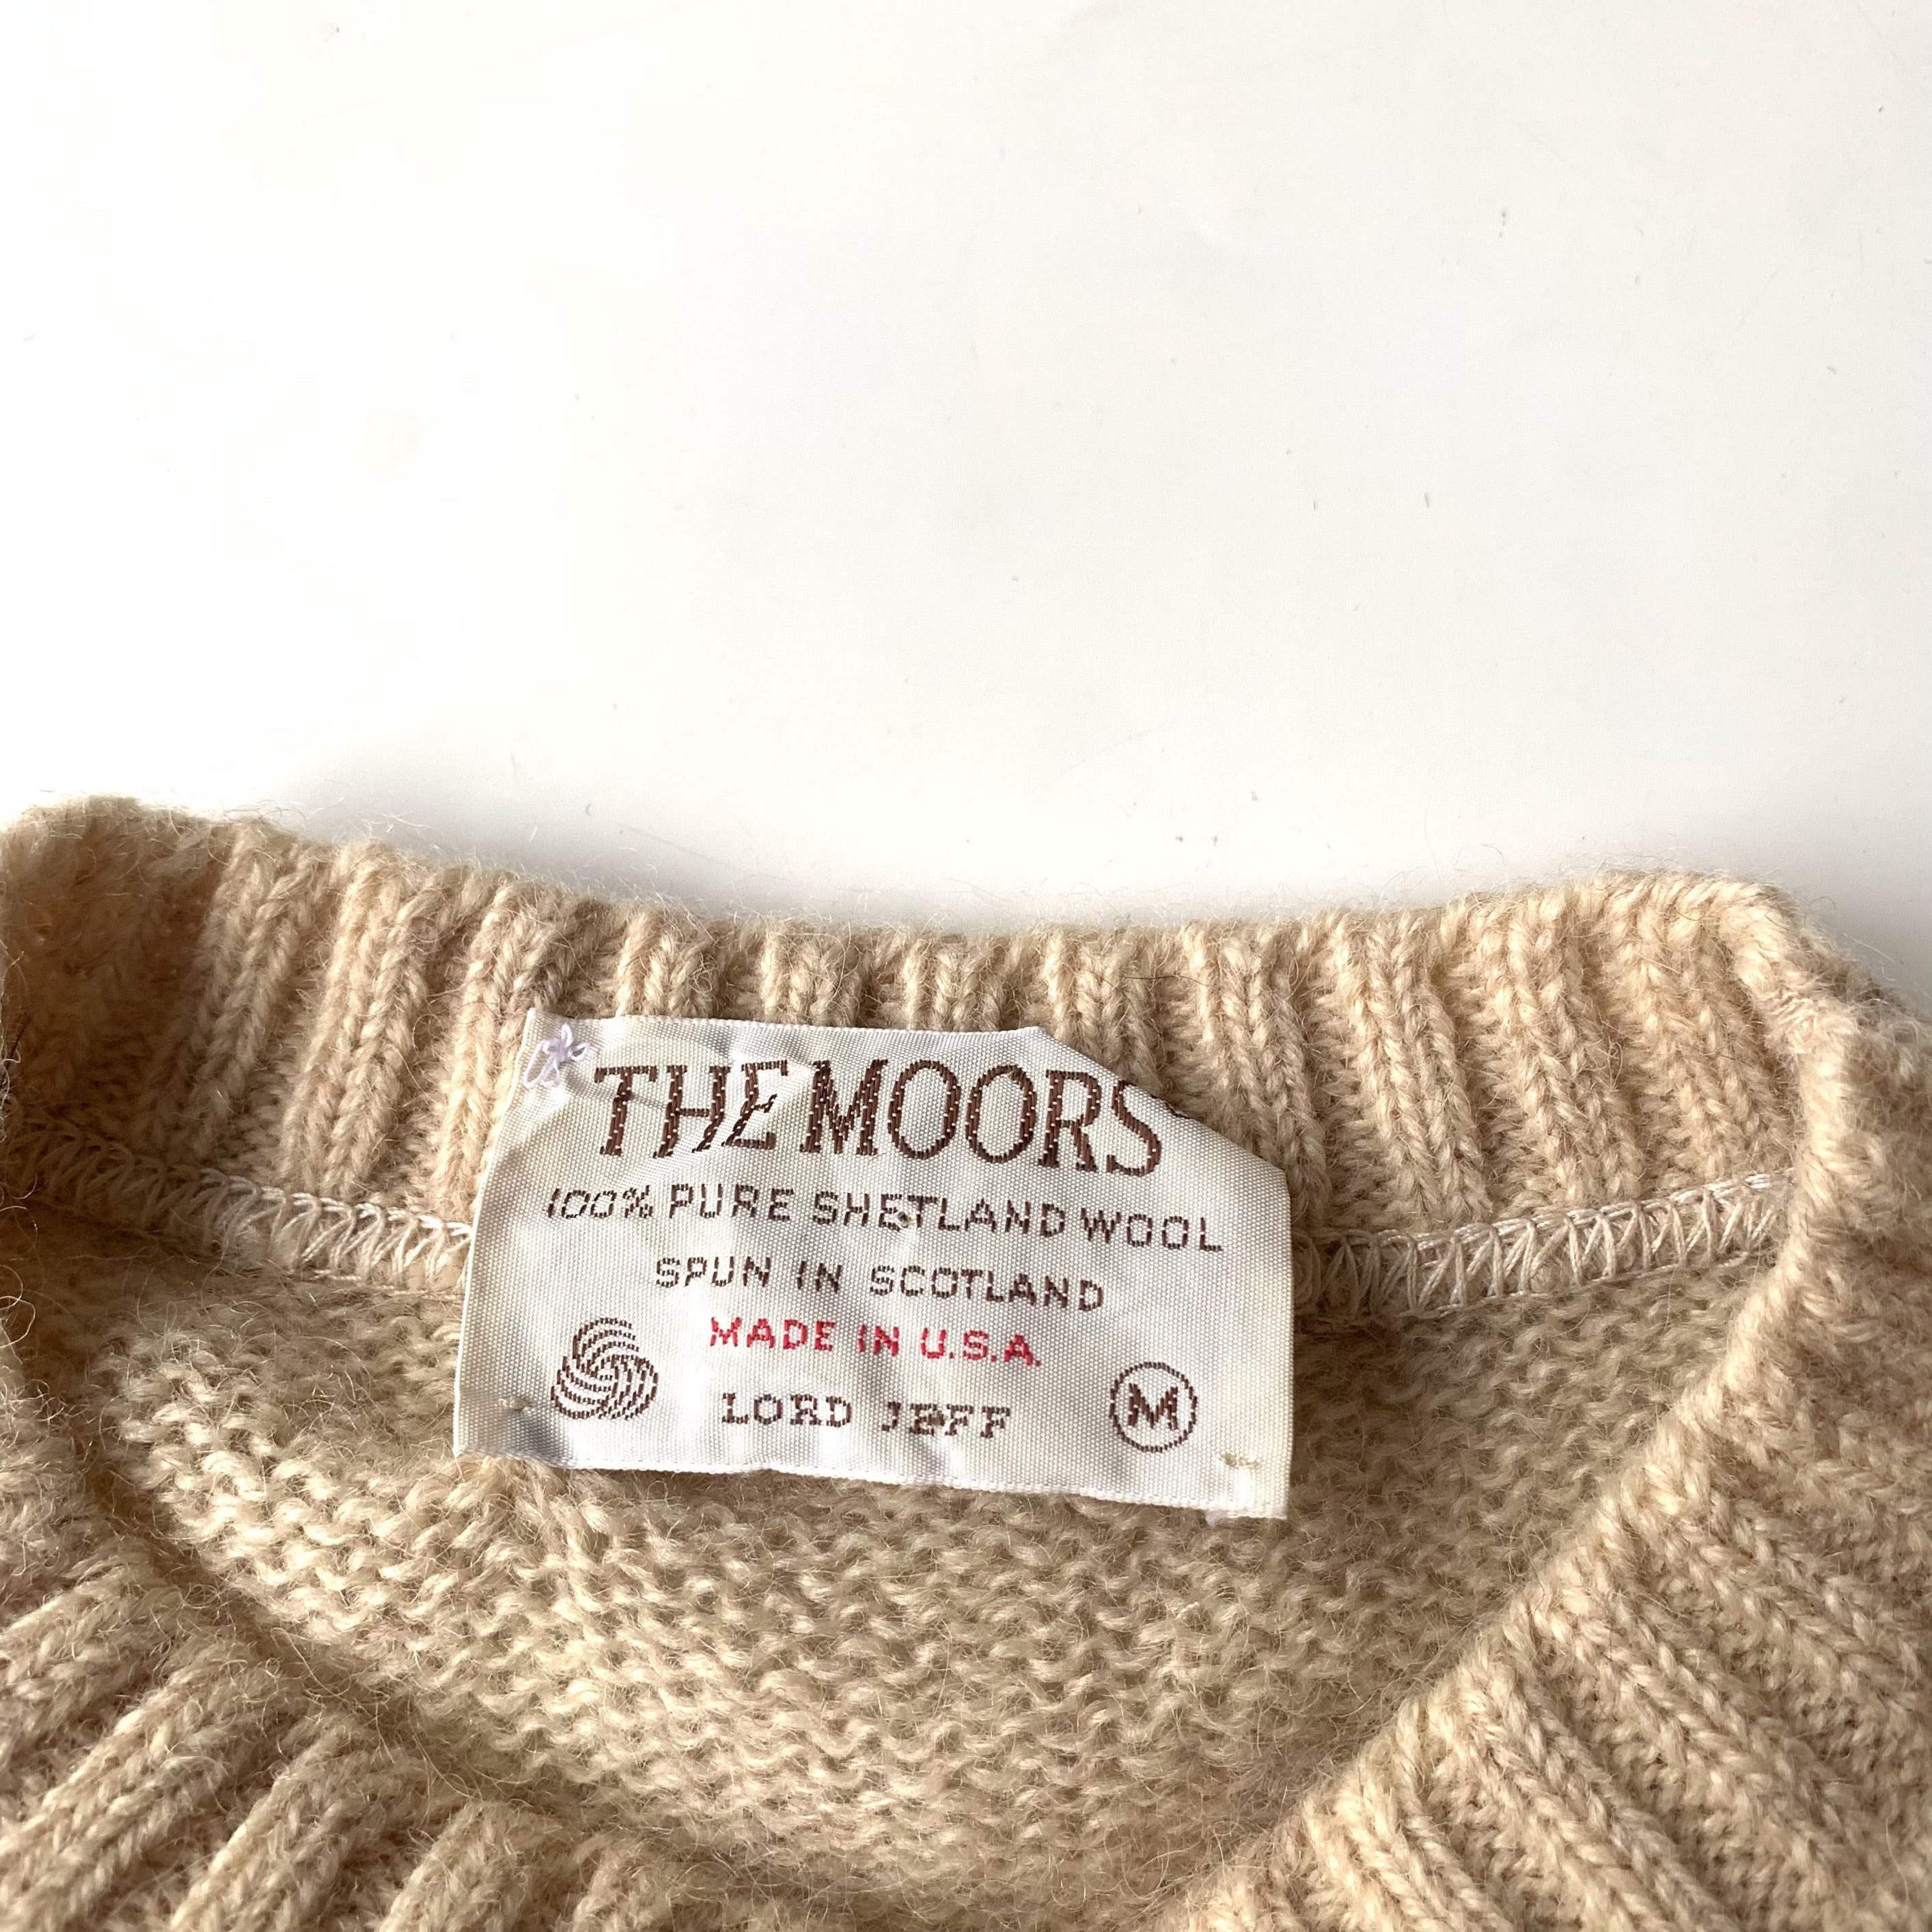 THE MOORS
100% PURE SHETLAND WOOL
SPUN IN SCOTLAND
MADE IN U.S.A.
LORD JEFF
M